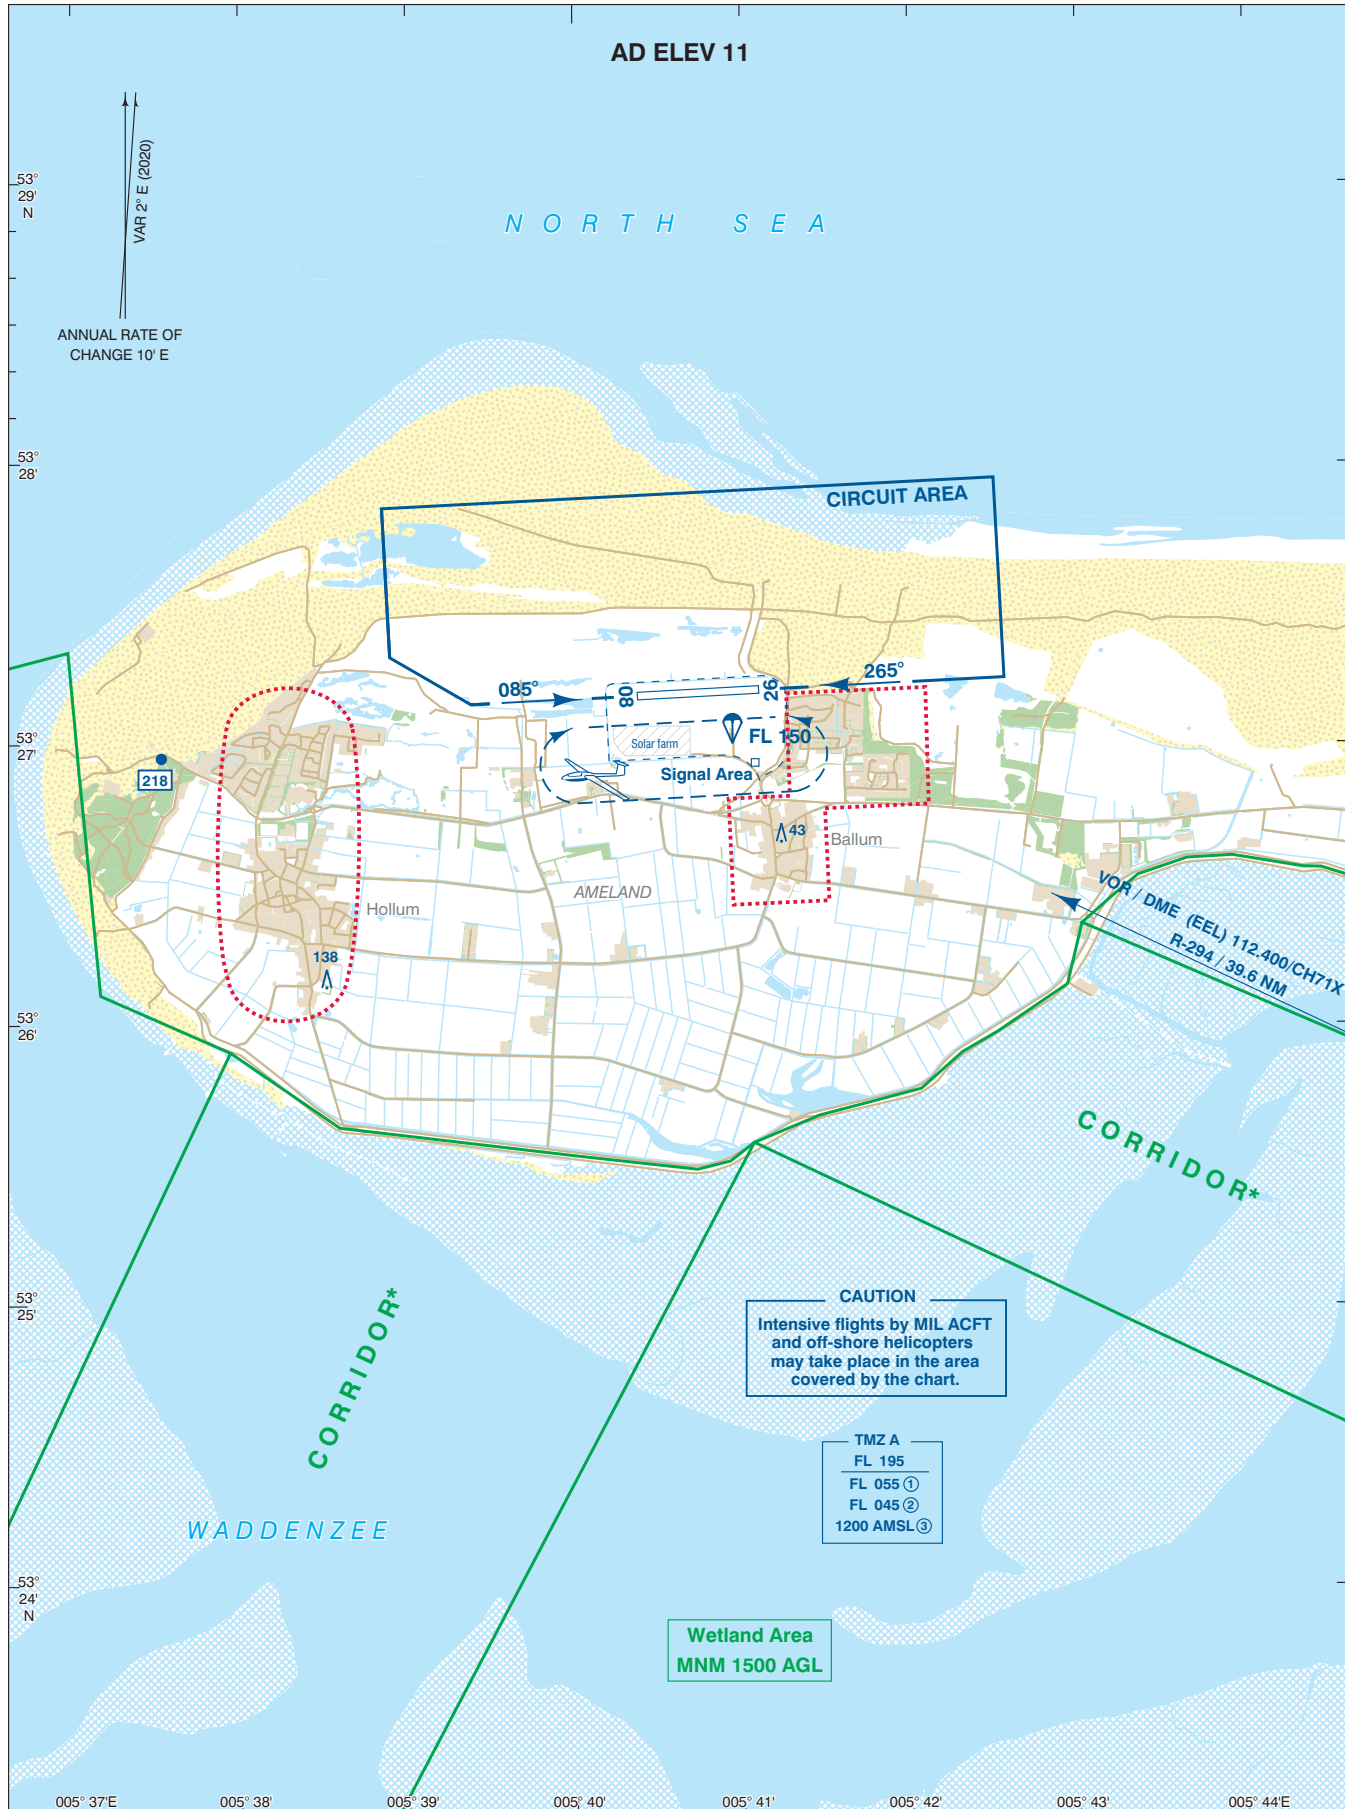 AD ELEV 11
VAR 2° E (2020)
ANNUAL RATE OF
CHANGE 10' E
53°
29'
N
NORTH SEA
53°
28'
CIRCUIT AREA
085°
265°
08
26
53°
27'
FL 150
Solar farm
Signal Area
218
43
Ballum
AMELAND
Hollum
VOR / DME (EEL) 112.400/CH71X
R-294 / 39.6 NM
138
53°
26'
CORRIDOR*
53°
25'
CAUTION
Intensive flights by MIL ACFT
and off-shore helicopters
may take place in the area
covered by the chart.
CORRIDOR*
TMZ A
FL 195
FL 055 ①
FL 045 ②
1200 AMSL ③
WADDENZEE
53°
24'
N
Wetland Area
MNM 1500 AGL
005° 37'E 005° 38' 005° 39' 005° 40' 005° 41' 005° 42' 005° 43' 005° 44'E